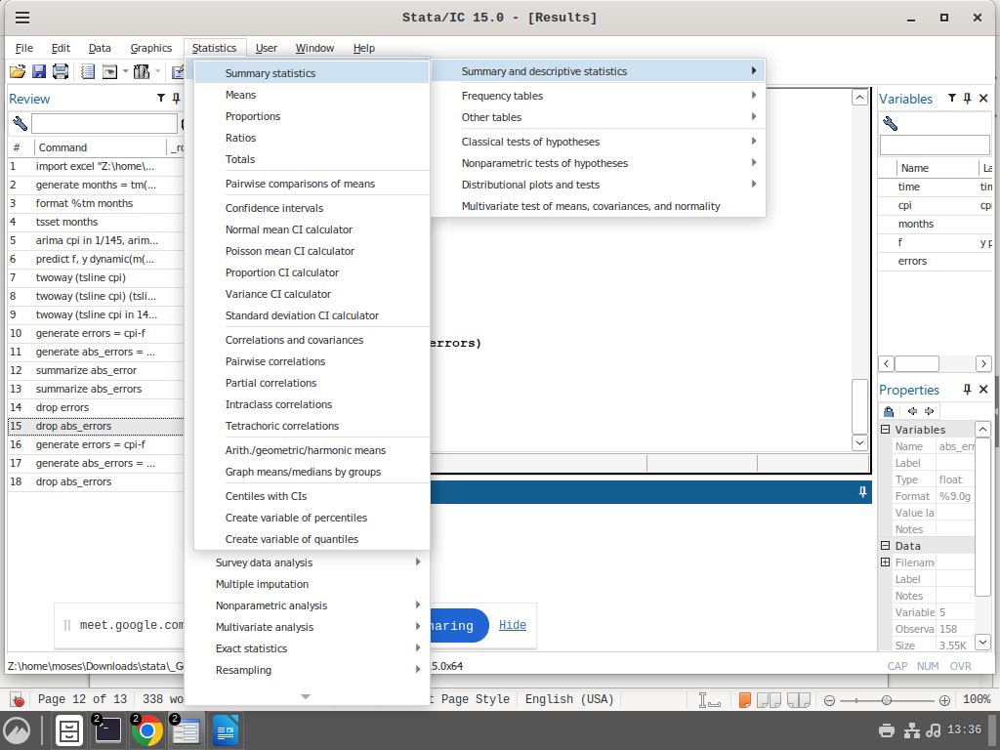 Stata/IC 15.0 - [Results]
File Edit Data Graphics Statistics User Window Help
Review
# Command _rc
1 import excel "Z:\home\...
2 generate months = tm(...
3 format %tm months
4 tsset months
5 arima cpi in 1/145, arim...
6 predict f, y dynamic(m(...
7 twoway (tsline cpi)
8 twoway (tsline cpi) (tsli...
9 twoway (tsline cpi in 14...
10 generate errors = cpi-f
11 generate abs_errors = ...
12 summarize abs_error
13 summarize abs_errors
14 drop errors
15 drop abs_errors
16 generate errors = cpi-f
17 generate abs_errors = ...
18 drop abs_errors
Summary statistics
Means
Proportions
Ratios
Totals
Pairwise comparisons of means
Confidence intervals
Normal mean CI calculator
Poisson mean CI calculator
Proportion CI calculator
Variance CI calculator
Standard deviation CI calculator
Correlations and covariances
Pairwise correlations
Partial correlations
Intraclass correlations
Tetrachoric correlations
Arith./geometric/harmonic means
Graph means/medians by groups
Centiles with CIs
Create variable of percentiles
Create variable of quantiles
Survey data analysis
Multiple imputation
Nonparametric analysis
Multivariate analysis
Exact statistics
Resampling
Summary and descriptive statistics
Frequency tables
Other tables
Classical tests of hypotheses
Nonparametric tests of hypotheses
Distributional plots and tests
Multivariate test of means, covariances, and normality
errors)
Variables
Name La
time tim
cpi cpi
months
f y p
errors
Properties
Variables
Name abs_err
Label
Type float
Format %9.0g
Value la
Notes
Data
Filenam
Label
Notes
Variable 5
Observa 158
Size 3.55K
meet.google.com
haring Hide
Z:\home\moses\Downloads\stata\_G 5.0x64
CAP NUM OVR
Page 12 of 13 338 wo t Page Style English (USA) 100%
2 2 2 13:36